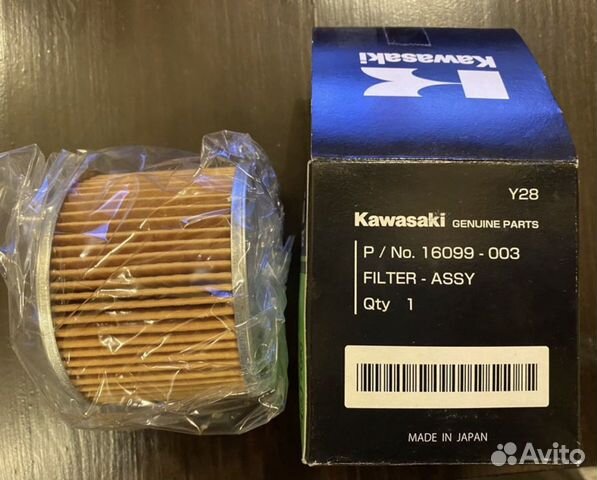 Kawasaki
Y28
Kawasaki GENUINE PARTS
P / No. 16099 - 003
FILTER - ASSY
Qty 1
MADE IN JAPAN
Avito